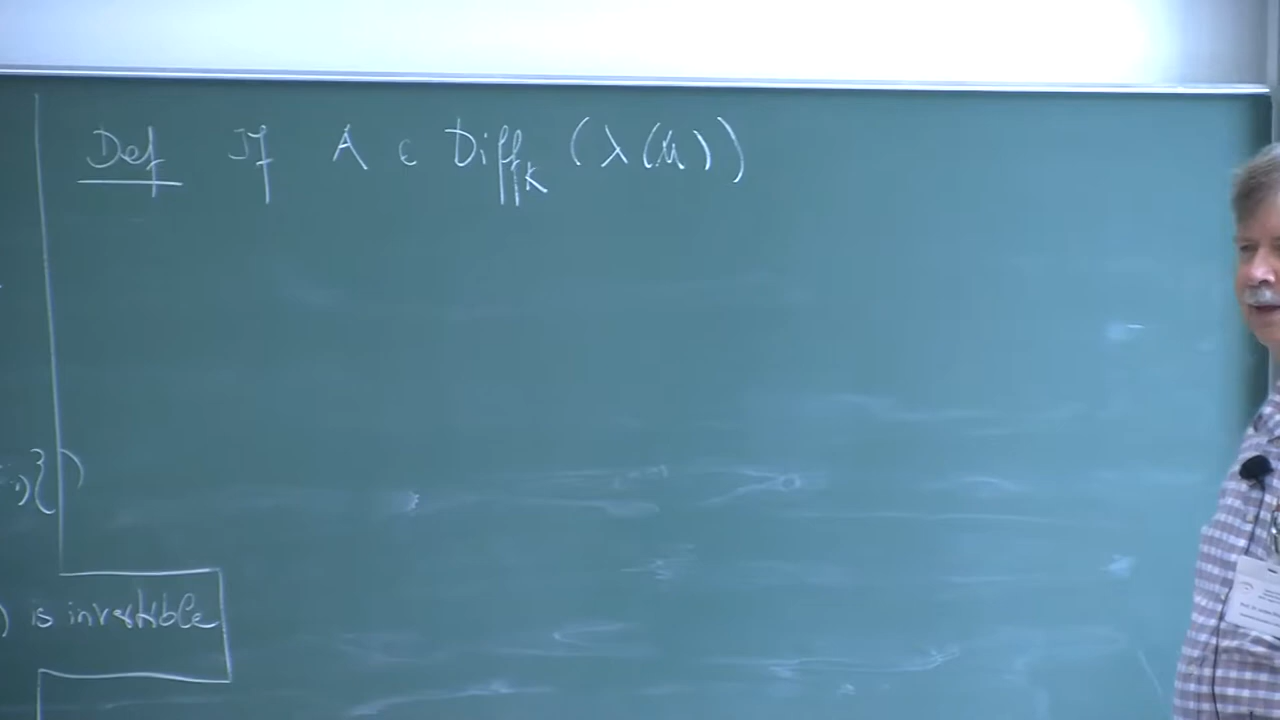 Def If A ∈ Diff_K (λ(𝔘))
) is invertible